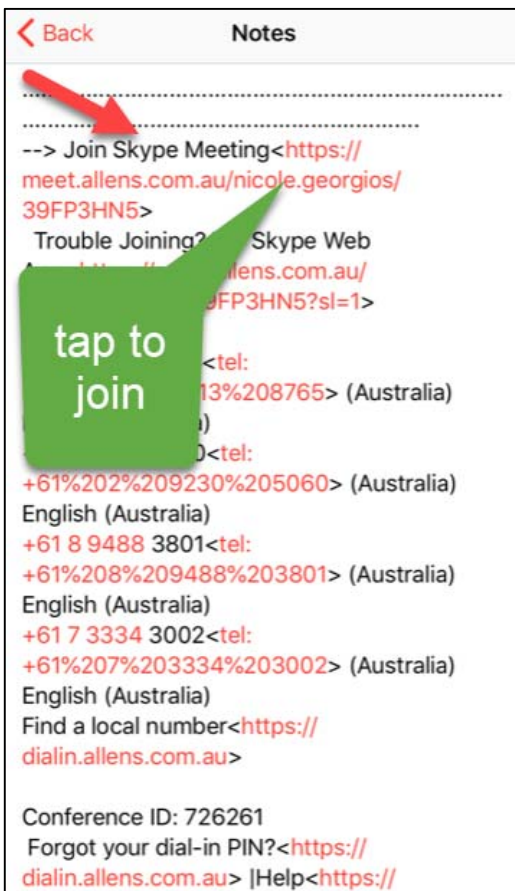 Back Notes
--> Join Skype Meeting<https://
meet.allens.com.au/nicole.georgios/
39FP3HN5>
Trouble Joining? Skype Web
lens.com.au/
9FP3HN5?sl=1>
tap to
join
<tel:
13%208765> (Australia)
<tel:
+61%202%209230%205060> (Australia)
English (Australia)
+61 8 9488 3801<tel:
+61%208%209488%203801> (Australia)
English (Australia)
+61 7 3334 3002<tel:
+61%207%203334%203002> (Australia)
English (Australia)
Find a local number<https://
dialin.allens.com.au>
Conference ID: 726261
Forgot your dial-in PIN?<https://
dialin.allens.com.au> |Help<https://